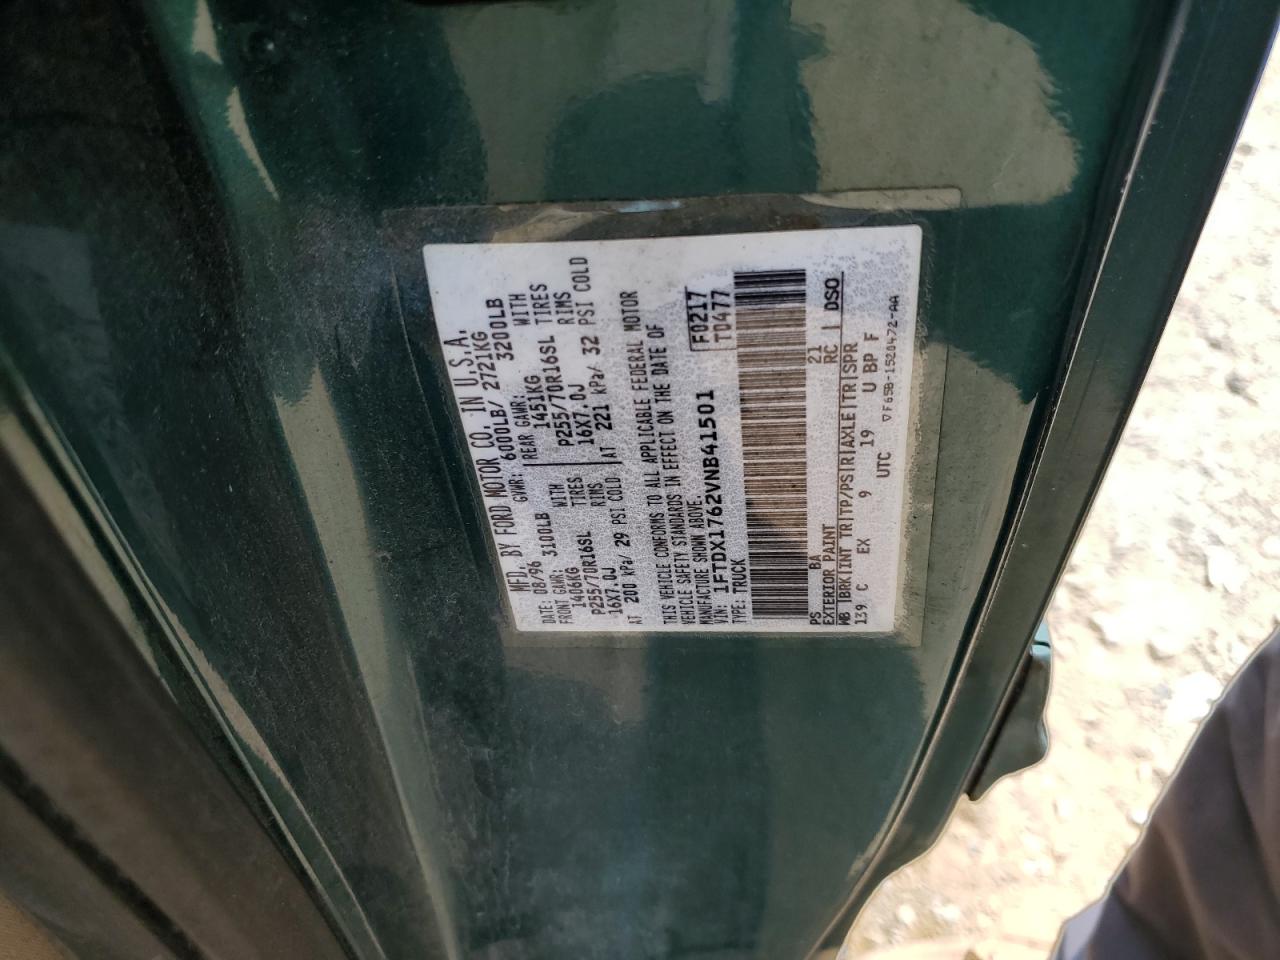 MFD. BY FORD MOTOR CO. IN U.S.A.
DATE: 08/96 GVWR: 6000LB/ 2721KG
FRONT GAWR: 3100LB REAR GAWR: 3200LB
1406KG WITH 1451KG WITH
P255/70R16SL TIRES P255/70R16SL TIRES
16X7.0J RIMS 16X7.0J RIMS
AT 200 kPa/ 29 PSI COLD AT 221 kPa/ 32 PSI COLD
THIS VEHICLE CONFORMS TO ALL APPLICABLE FEDERAL MOTOR
VEHICLE SAFETY STANDARDS IN EFFECT ON THE DATE OF
MANUFACTURE SHOWN ABOVE.
VIN: 1FTDX1762VNB41501 F0217
TYPE: TRUCK T0477
PS BA 21
EXTERIOR PAINT RC DSO
WB BRK INT TR TP/PS R AXLE TR SPR
139 C EX 9 19 U BP F
UTC
▽F65B-1520472-AA